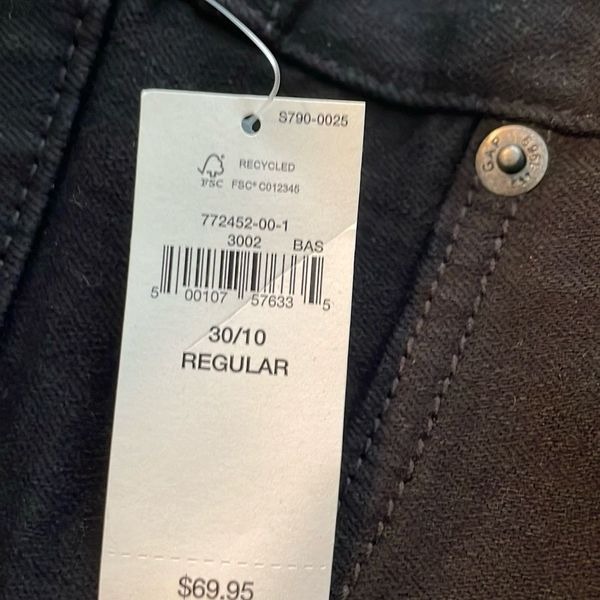 S790-0025
RECYCLED
FSC FSC® C012345
772452-00-1
3002 BAS
5 00107 57633 5
30/10
REGULAR
$69.95
GAP 1969